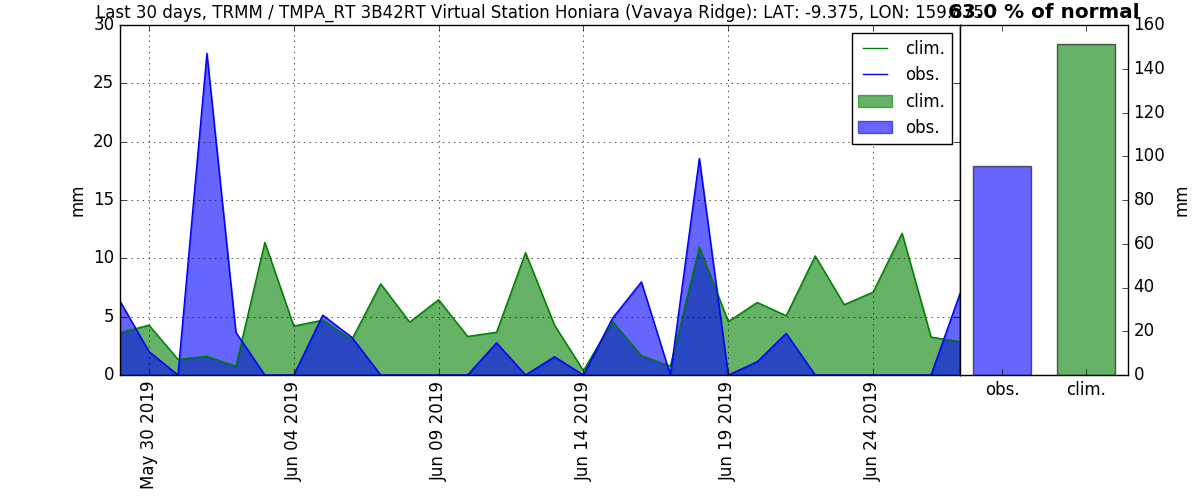 Last 30 days, TRMM / TMPA_RT 3B42RT Virtual Station Honiara (Vavaya Ridge): LAT: -9.375, LON:
63.0 % of normal
30
25
20
15
10
5
0
mm
clim.
obs.
clim.
obs.
160
140
120
100
80
60
40
20
0
mm
May 30 2019
Jun 04 2019
Jun 09 2019
Jun 14 2019
Jun 19 2019
Jun 24 2019
obs.
clim.